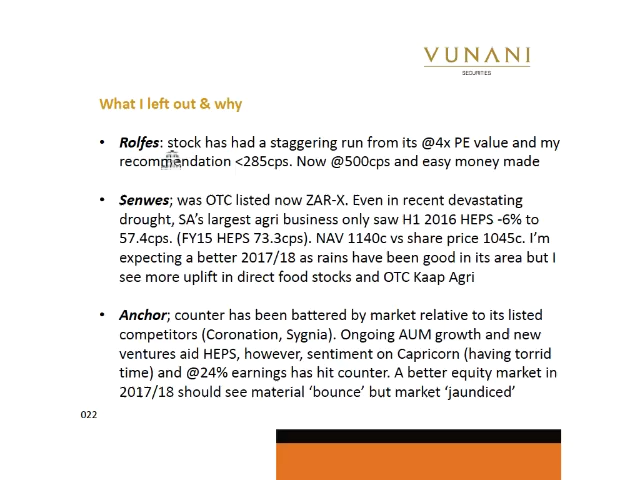 VUNANI
SECURITIES
What I left out & why
• Rolfes: stock has had a staggering run from its @4x PE value and my
recommendation <285cps. Now @500cps and easy money made
• Senwes; was OTC listed now ZAR-X. Even in recent devastating
drought, SA’s largest agri business only saw H1 2016 HEPS -6% to
57.4cps. (FY15 HEPS 73.3cps). NAV 1140c vs share price 1045c. I’m
expecting a better 2017/18 as rains have been good in its area but I
see more uplift in direct food stocks and OTC Kaap Agri
• Anchor; counter has been battered by market relative to its listed
competitors (Coronation, Sygnia). Ongoing AUM growth and new
ventures aid HEPS, however, sentiment on Capricorn (having torrid
time) and @24% earnings has hit counter. A better equity market in
2017/18 should see material ‘bounce’ but market ‘jaundiced’
022